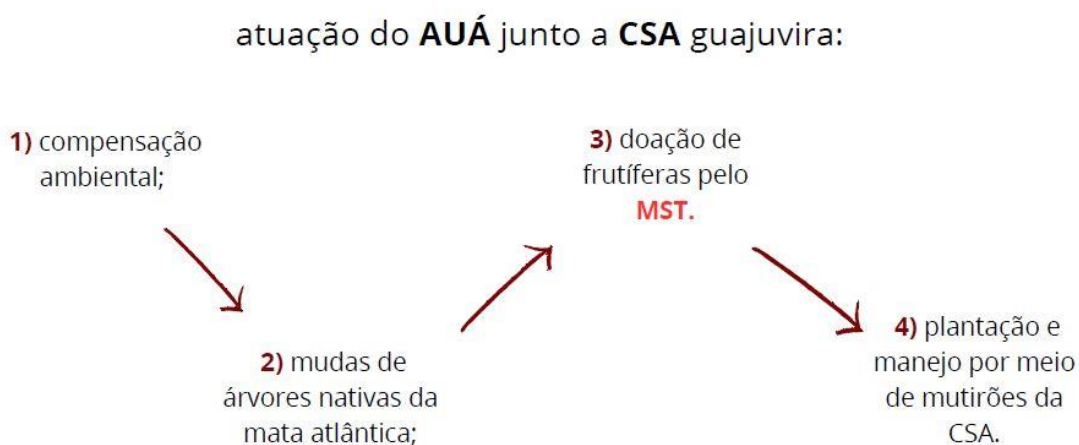 atuação do AUÁ junto a CSA guajuvira:
1) compensação
ambiental;
2) mudas de
árvores nativas da
mata atlântica;
3) doação de
frutíferas pelo
MST.
4) plantação e
manejo por meio
de mutirões da
CSA.